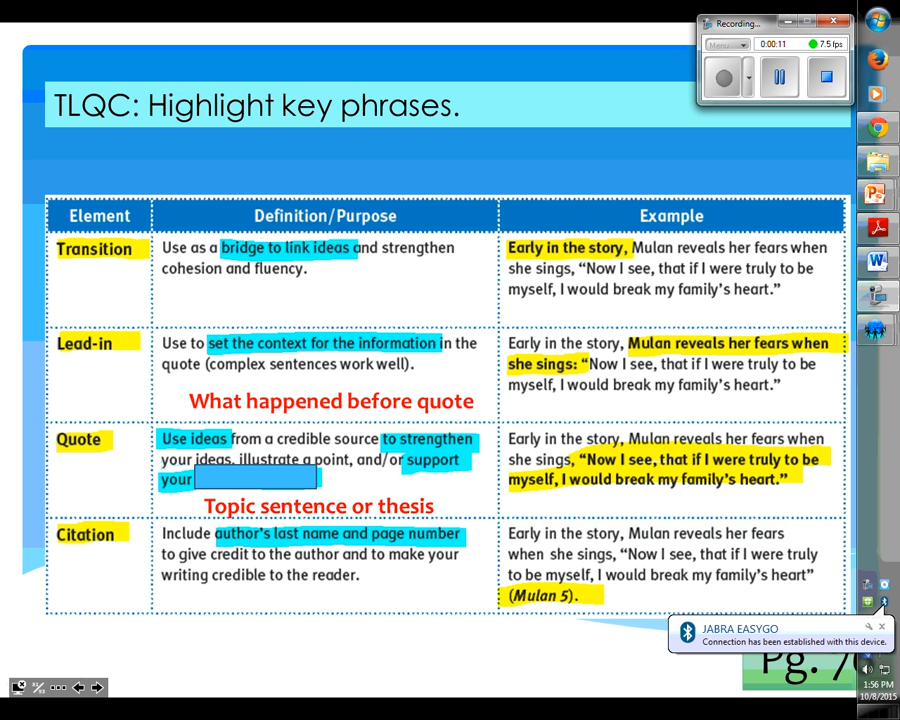 Recording...
Menu
0:00:11
7.5 fps
TLQC: Highlight key phrases.
Element
Definition/Purpose
Example
Transition
Use as a bridge to link ideas and strengthen
cohesion and fluency.
Early in the story, Mulan reveals her fears when
she sings, “Now I see, that if I were truly to be
myself, I would break my family’s heart.”
Lead-in
Use to set the context for the information in the
quote (complex sentences work well).
What happened before quote
Early in the story, Mulan reveals her fears when
she sings: “Now I see, that if I were truly to be
myself, I would break my family’s heart.”
Quote
Use ideas from a credible source to strengthen
your ideas, illustrate a point, and/or support
your
Topic sentence or thesis
Early in the story, Mulan reveals her fears when
she sings, “Now I see, that if I were truly to be
myself, I would break my family’s heart.”
Citation
Include author’s last name and page number
to give credit to the author and to make your
writing credible to the reader.
Early in the story, Mulan reveals her fears
when she sings, “Now I see, that if I were truly
to be myself, I would break my family’s heart”
(Mulan 5).
JABRA EASYGO
Connection has been established with this device.
Pg.
1:56 PM
10/8/2015